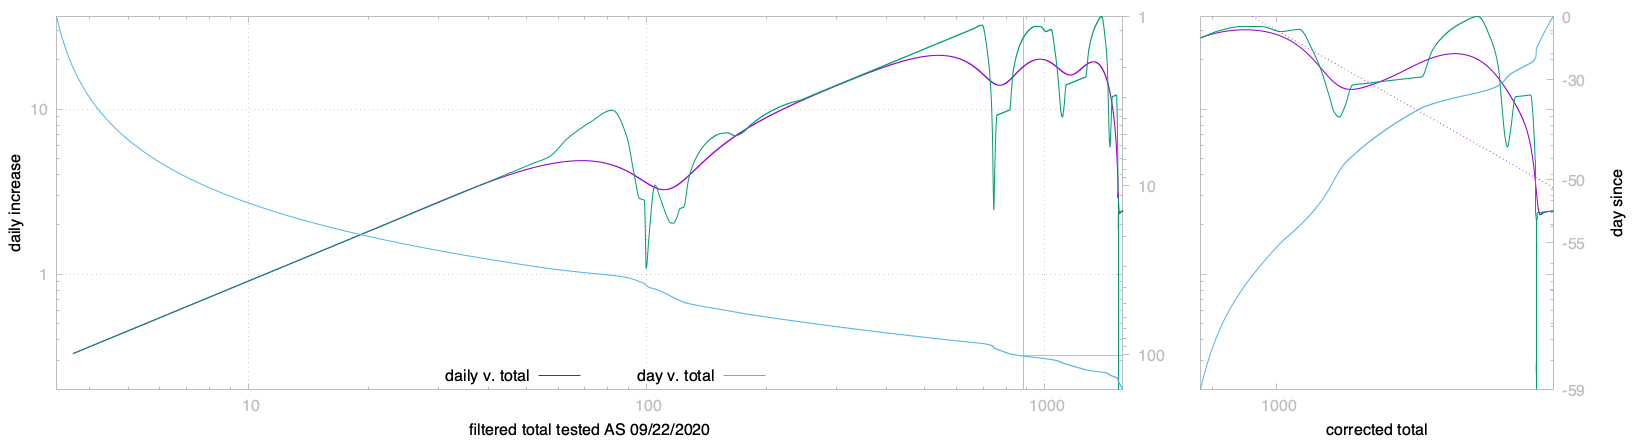 1
0
10
-30
daily increase
-50
10
day since
-55
1
daily v. total
day v. total
100
-59
10
100
1000
1000
filtered total tested AS 09/22/2020
corrected total